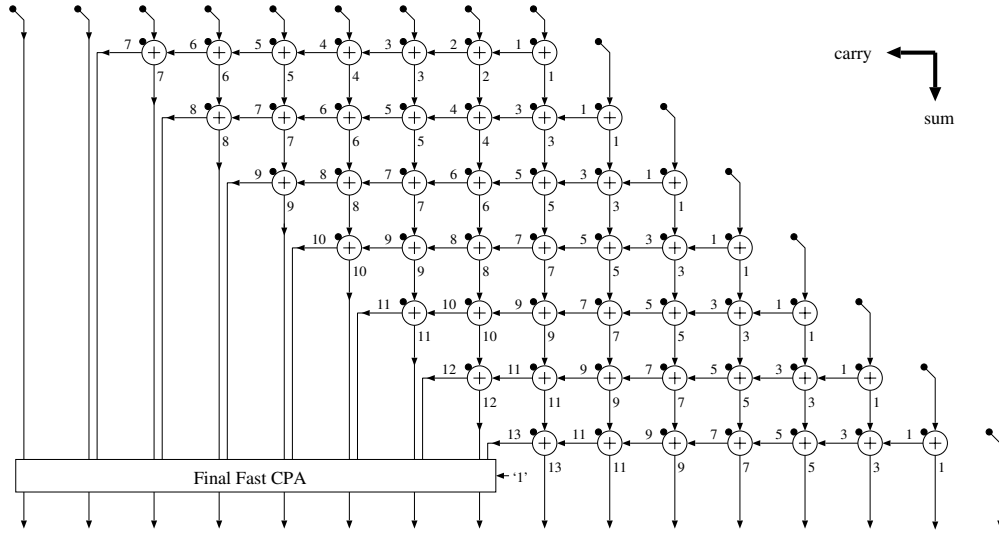 7 6 5 4 3 2 1
carry
7 6 5 4 3 2 1
sum
8 7 6 5 4 3 1
8 7 6 5 4 3 1
9 8 7 6 5 3 1
9 8 7 6 5 3 1
10 9 8 7 5 3 1
10 9 8 7 5 3 1
11 10 9 7 5 3 1
11 10 9 7 5 3 1
12 11 9 7 5 3 1
12 11 9 7 5 3 1
13 11 9 7 5 3 1
13 11 9 7 5 3 1
Final Fast CPA
‘1’